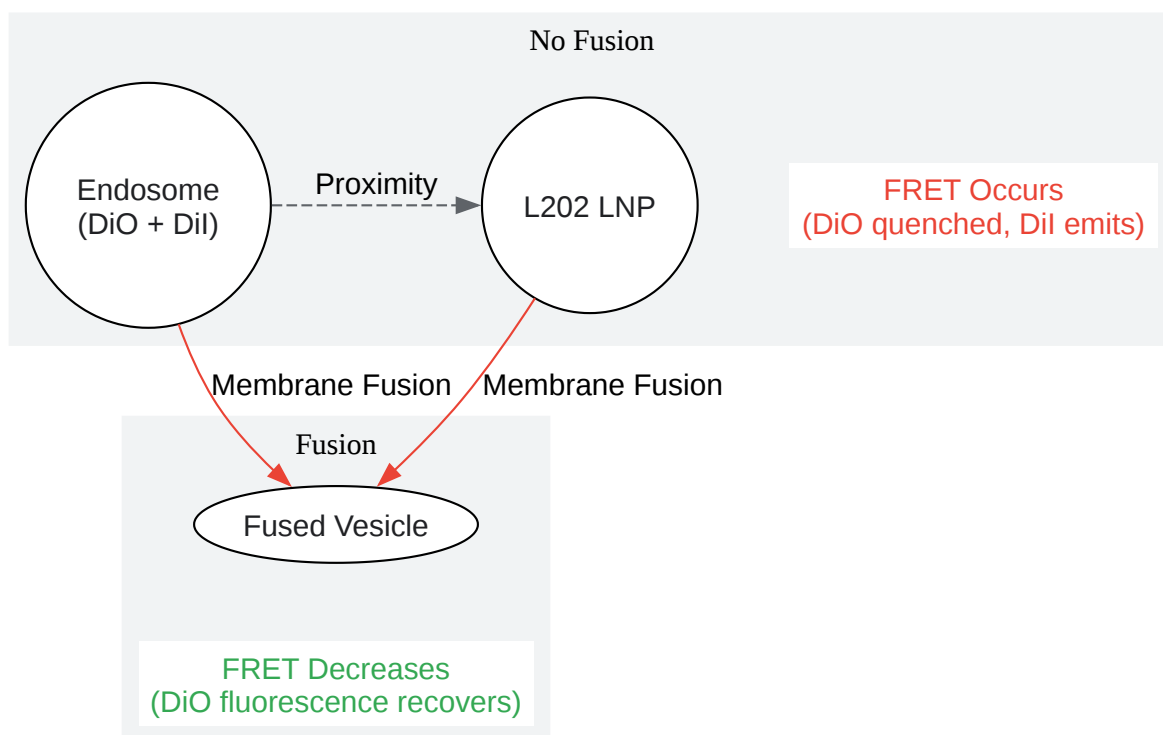 No Fusion
Endosome
(DiO + DiI)
Proximity
L202 LNP
FRET Occurs
(DiO quenched, DiI emits)
Membrane Fusion
Membrane Fusion
Fusion
Fused Vesicle
FRET Decreases
(DiO fluorescence recovers)